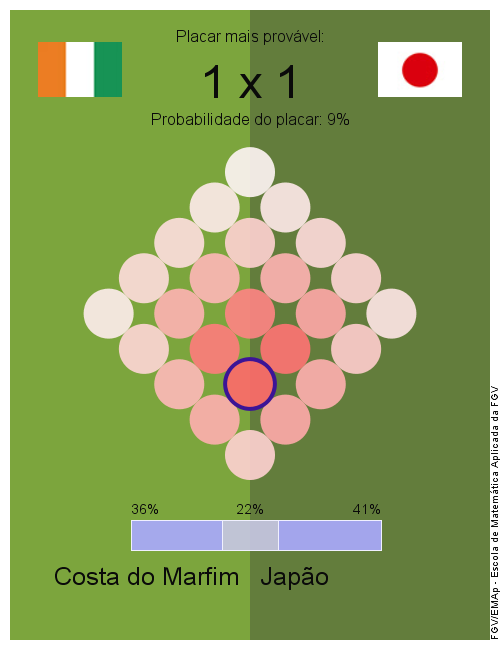 Placar mais provável:
1 x 1
Probabilidade do placar: 9%
36% 22% 41%
Costa do Marfim Japão
FGV/EMAp - Escola de Matemática Aplicada da FGV